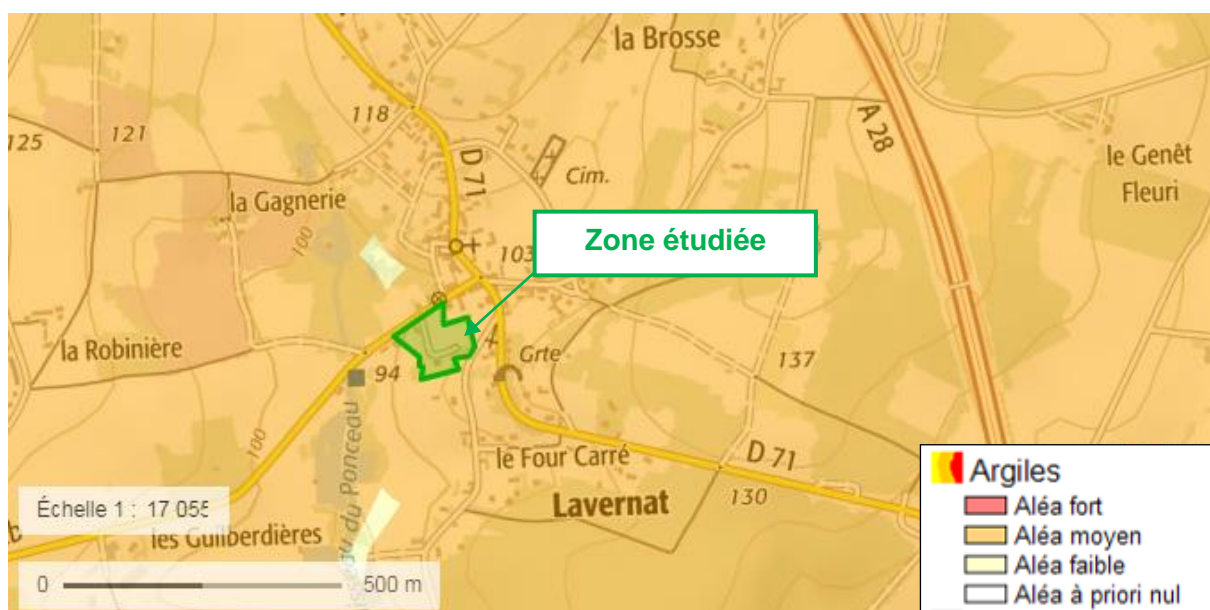 la Brosse
118
A 28
125
121
D 71
le Genêt
Fleuri
Cim.
la Gagnerie
Zone étudiée
100
103
la Robinière
Grte
137
94
100
le Four Carré
D 71
Argiles
Échelle 1 : 17 055
Lavernat
130
Aléa fort
les Guilberdières
du Ponceau
Aléa moyen
Aléa faible
0
500 m
Aléa à priori nul